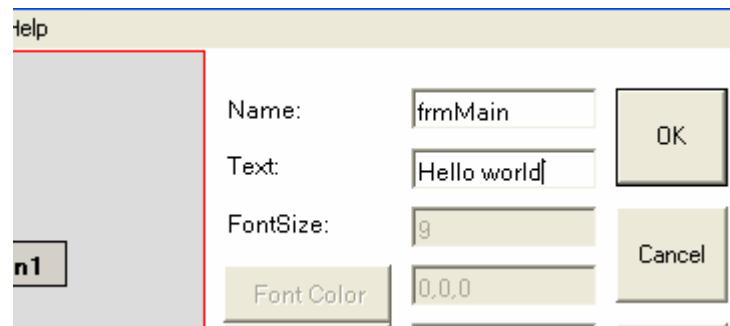 Help
Name:
frmMain
OK
Text:
Hello world
FontSize:
9
Cancel
n1
Font Color
0,0,0